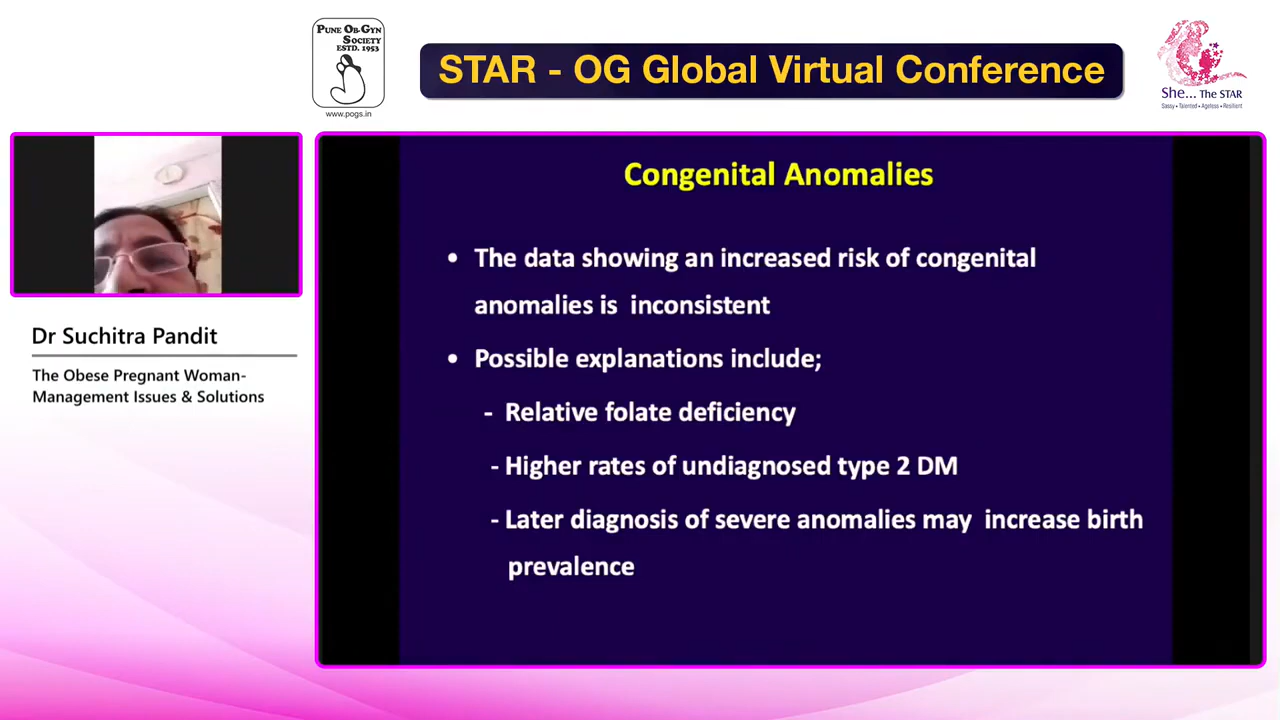 PUNE OB-GYN
SOCIETY
ESTD. 1953
www.pogs.in
STAR - OG Global Virtual Conference
She... The STAR
Sassy • Talented • Ageless • Resilient
Dr Suchitra Pandit
The Obese Pregnant Woman-
Management Issues & Solutions
Congenital Anomalies
• The data showing an increased risk of congenital
anomalies is inconsistent
• Possible explanations include;
- Relative folate deficiency
- Higher rates of undiagnosed type 2 DM
- Later diagnosis of severe anomalies may increase birth
prevalence